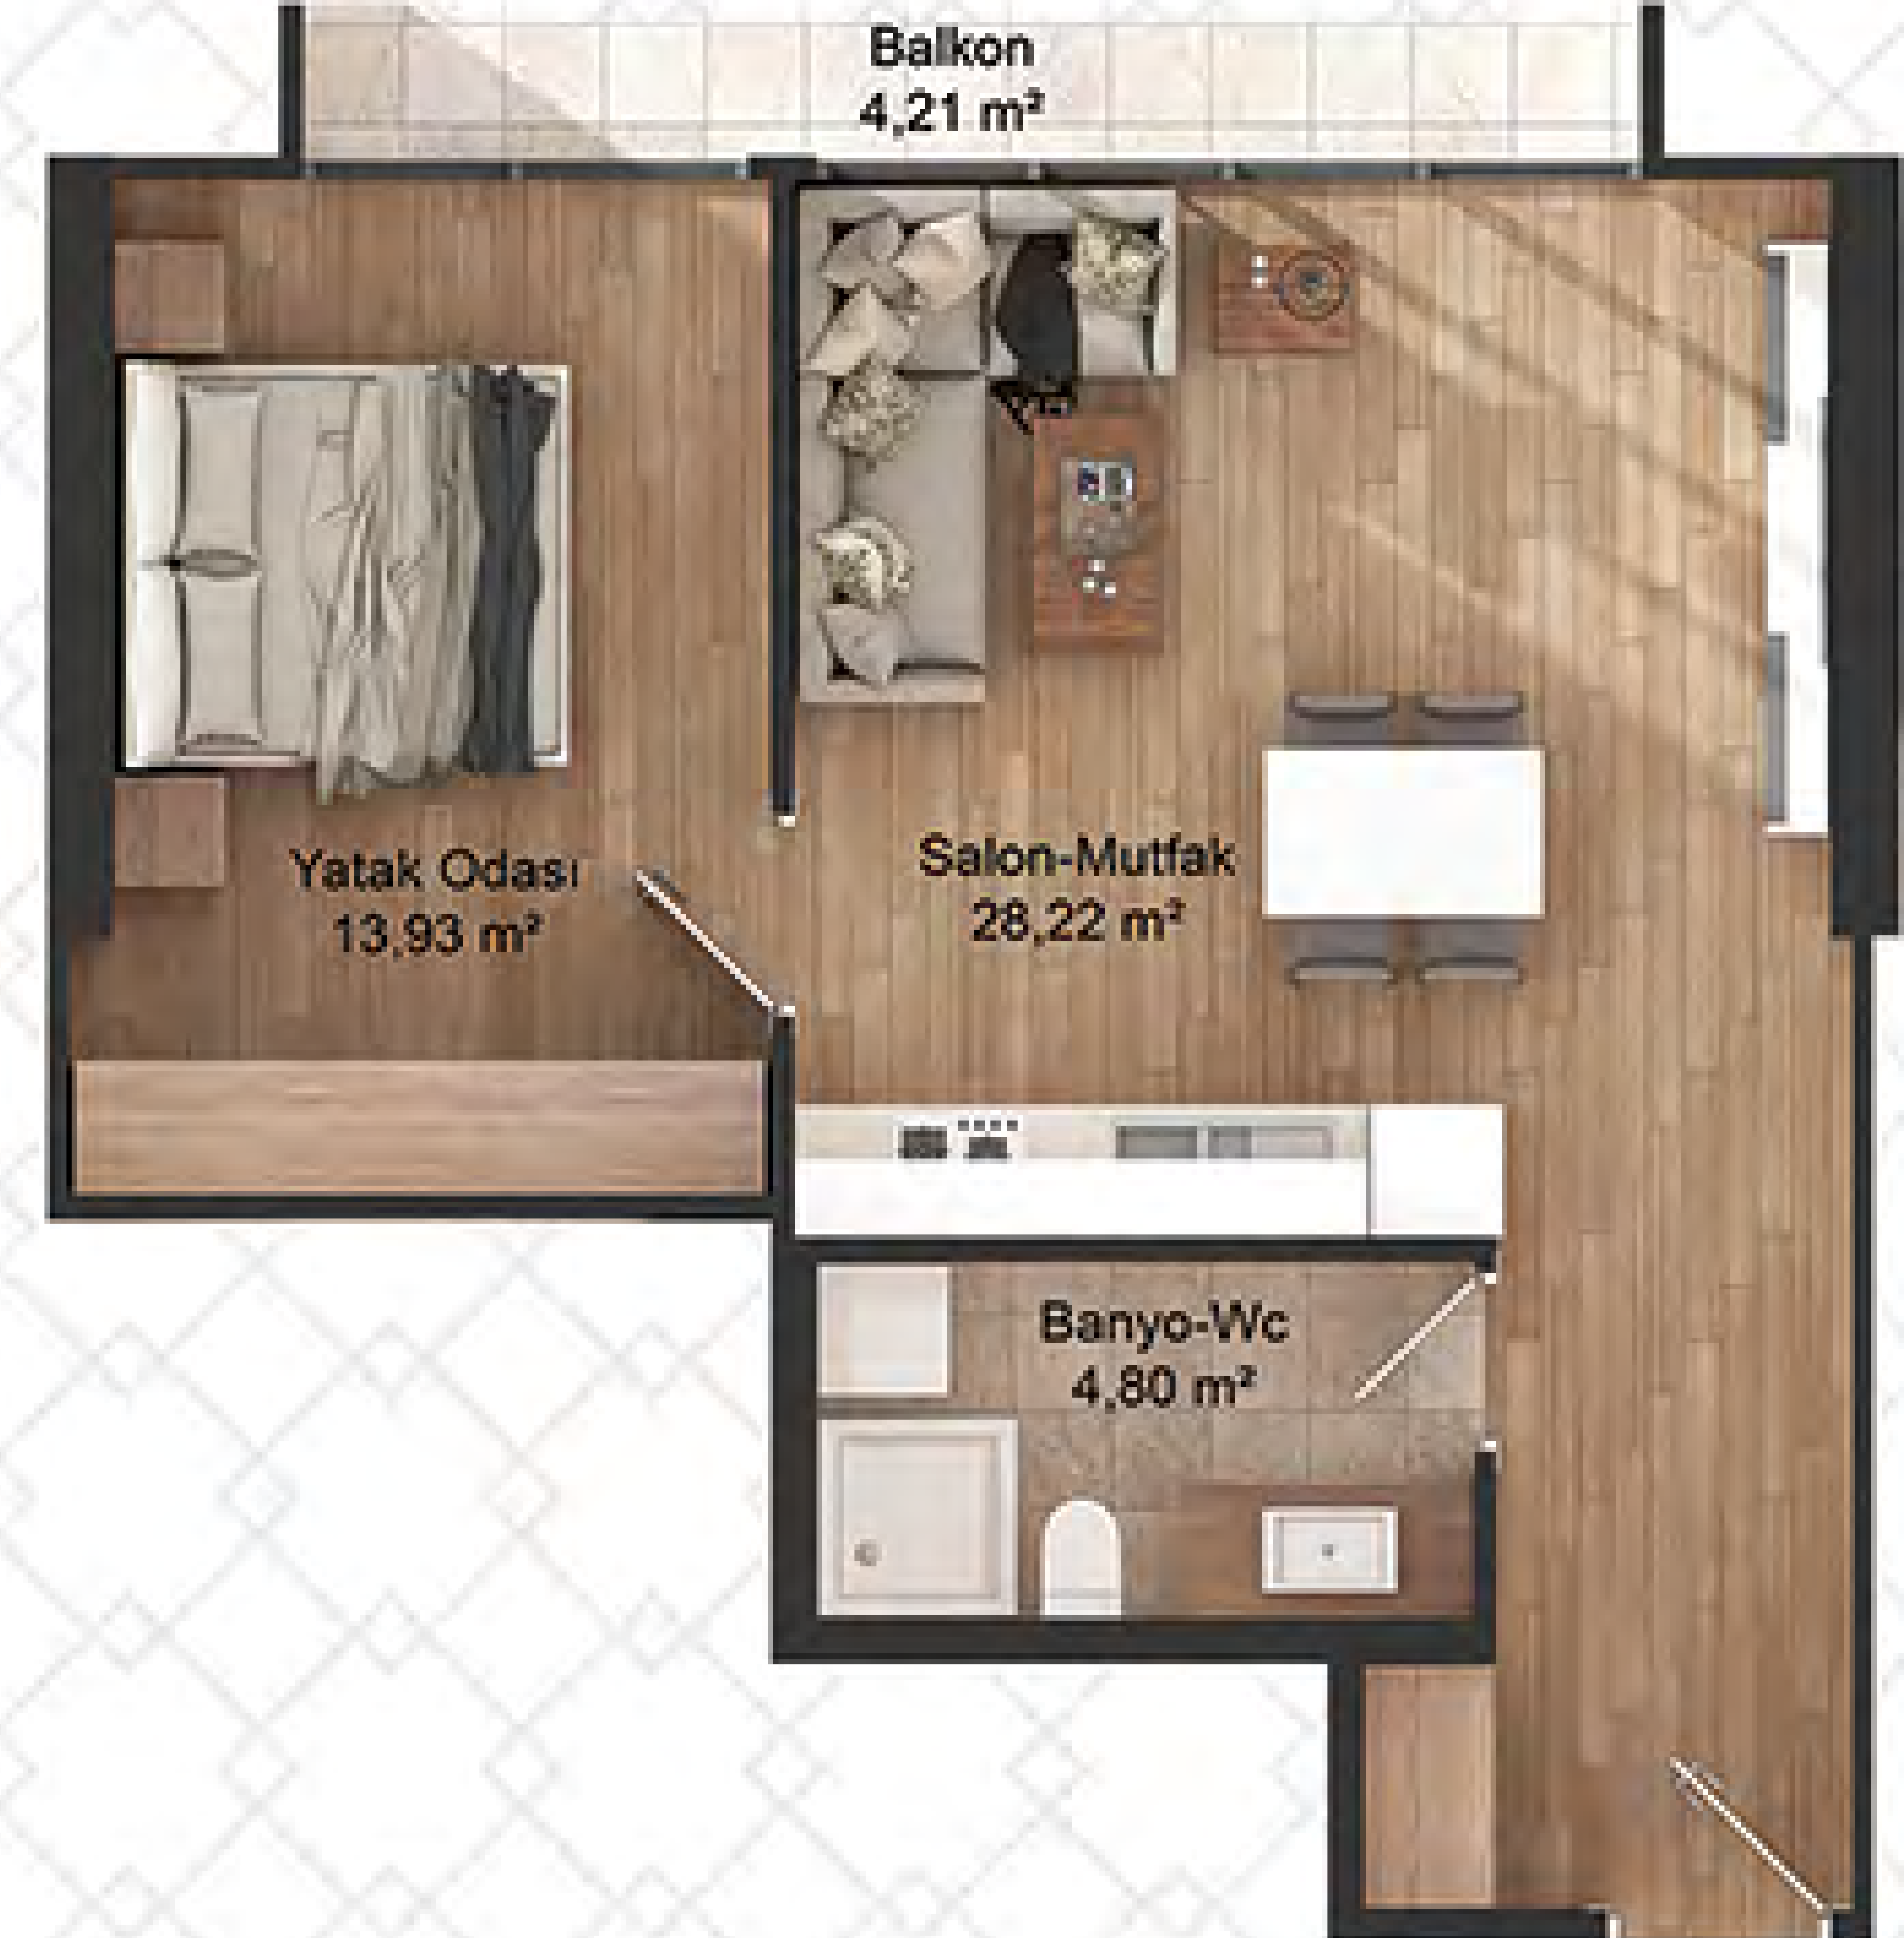 Balkon
4,21 m²
Yatak Odası
13,93 m²
Salon-Mutfak
28,22 m²
Banyo-Wc
4,80 m²